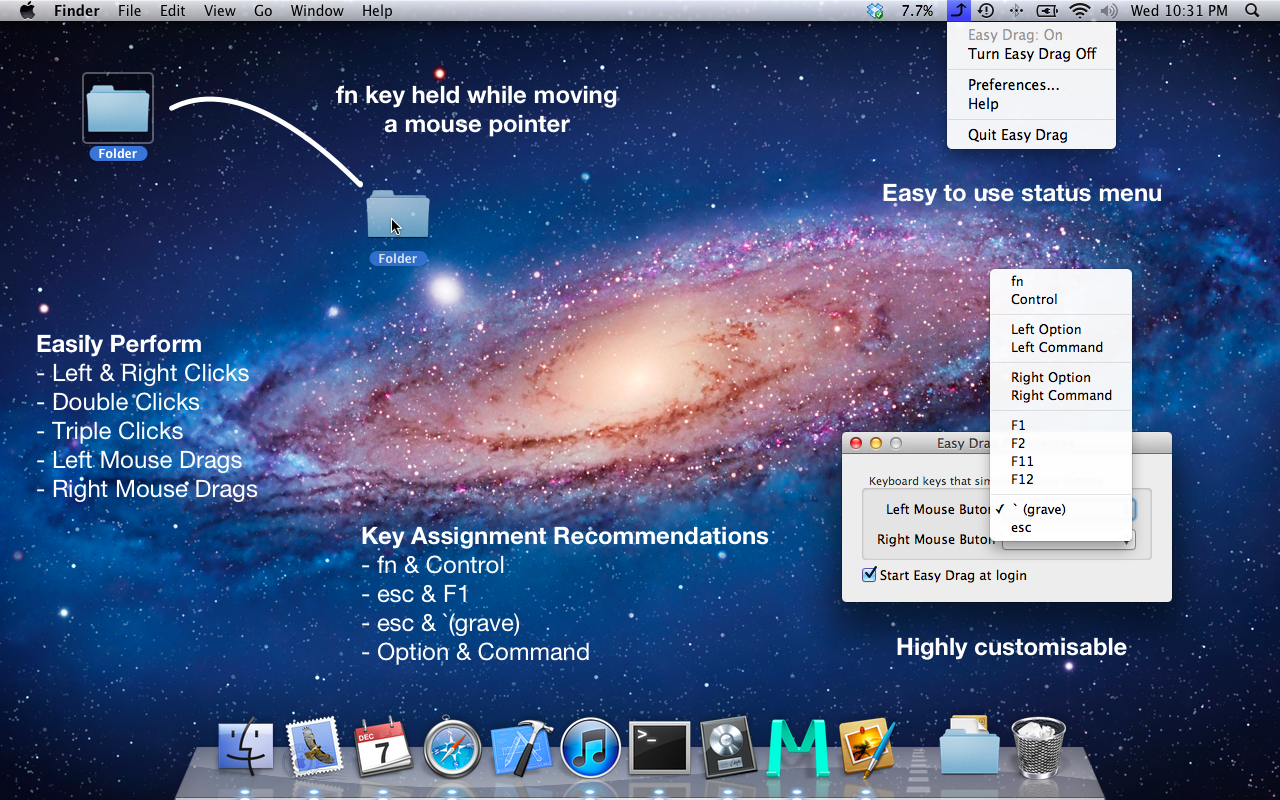 Finder File Edit View Go Window Help 7.7% Wed 10:31 PM
Easy Drag: On
Turn Easy Drag Off
Preferences...
Help
Quit Easy Drag
Easy to use status menu
fn key held while moving
a mouse pointer
Folder
Folder
Easily Perform
- Left & Right Clicks
- Double Clicks
- Triple Clicks
- Left Mouse Drags
- Right Mouse Drags
Key Assignment Recommendations
- fn & Control
- esc & F1
- esc & `(grave)
- Option & Command
fn
Control
Left Option
Left Command
Right Option
Right Command
F1
F2
F11
F12
✓ ` (grave)
esc
Easy Dra
Keyboard keys that sim
Left Mouse Buton
Right Mouse Buton
Start Easy Drag at login
Highly customisable
DEC
7
>_